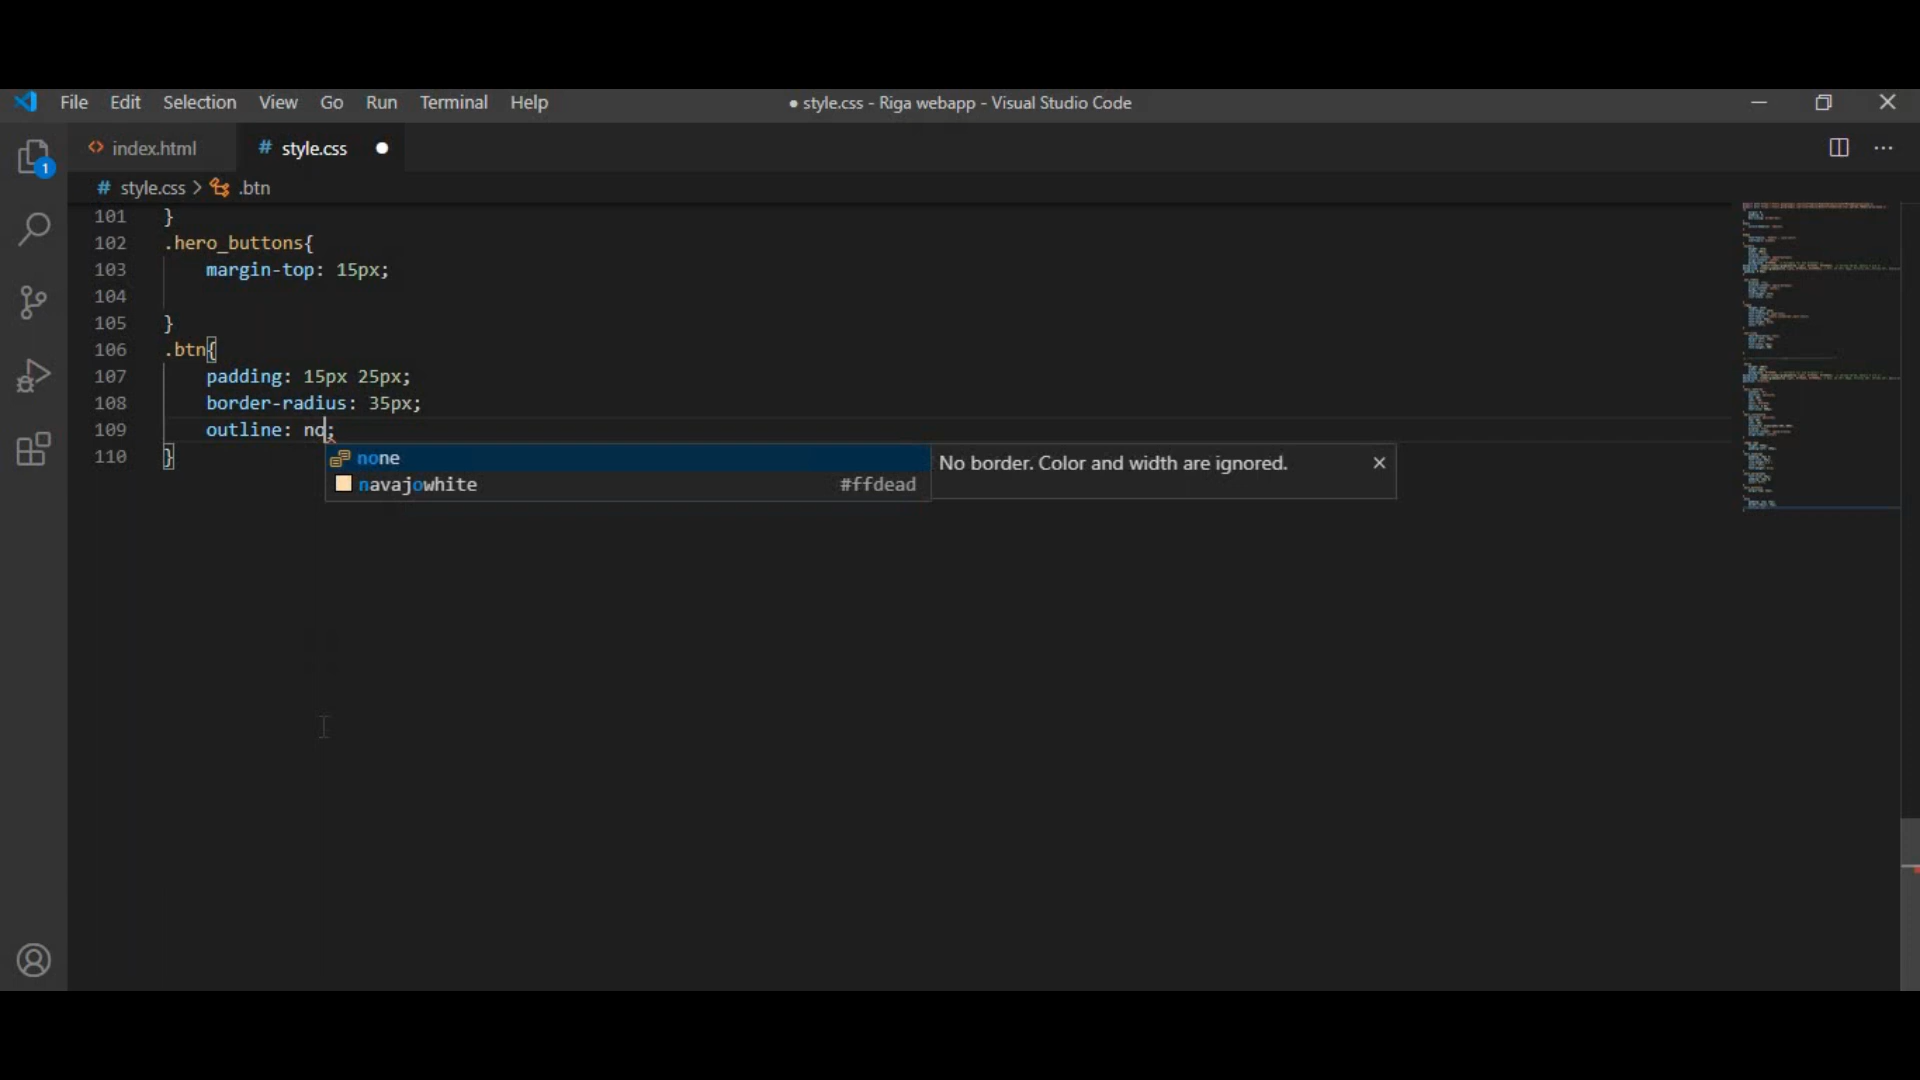 File Edit Selection View Go Run Terminal Help
● style.css - Riga webapp - Visual Studio Code
index.html # style.css ●
1
# style.css > .btn
101 }
102 .hero_buttons{
103 margin-top: 15px;
104
105 }
106 .btn{
107 padding: 15px 25px;
108 border-radius: 35px;
109 outline: no;
110 }
none
No border. Color and width are ignored.
navajowhite #ffdead